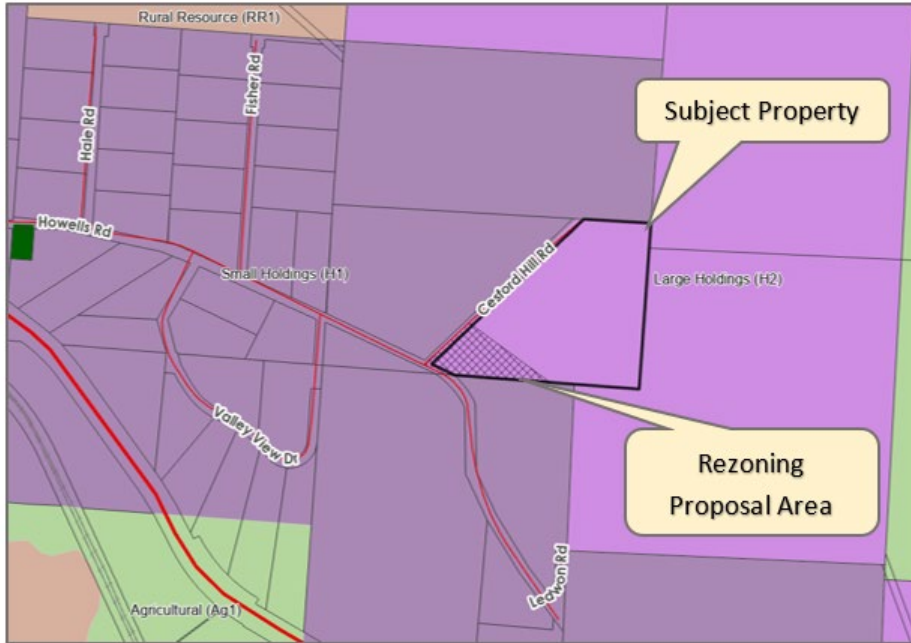 Rural Resource (RR1)
Hale Rd
Fisher Rd
Subject Property
Howells Rd
Small Holdings (H1)
Cesford Hill Rd
Large Holdings (H2)
Valley View Dr
Rezoning
Proposal Area
Ledwon Rd
Agricultural (Ag1)